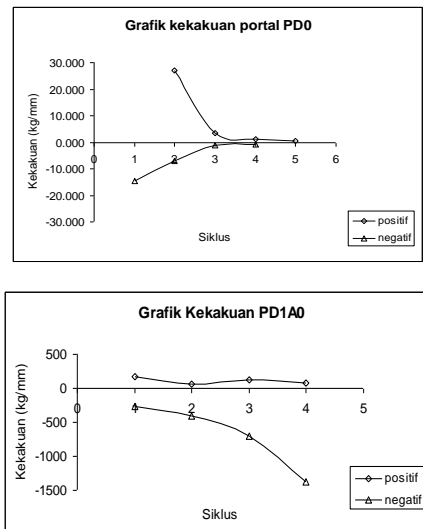 Grafik kekakuan portal PD0
Kekakuan (kg/mm)
30.000
20.000
10.000
0.000
-10.000
-20.000
-30.000
0 1 2 3 4 5 6
Siklus
positif
negatif
Grafik Kekakuan PD1A0
Kekakuan (kg/mm)
500
0
-500
-1000
-1500
0 1 2 3 4 5
Siklus
positif
negatif